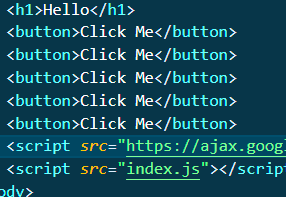 <h1>Hello</h1>
<button>Click Me</button>
<button>Click Me</button>
<button>Click Me</button>
<button>Click Me</button>
<button>Click Me</button>
<script src="https://ajax.googl
<script src="index.js"></script
ody>